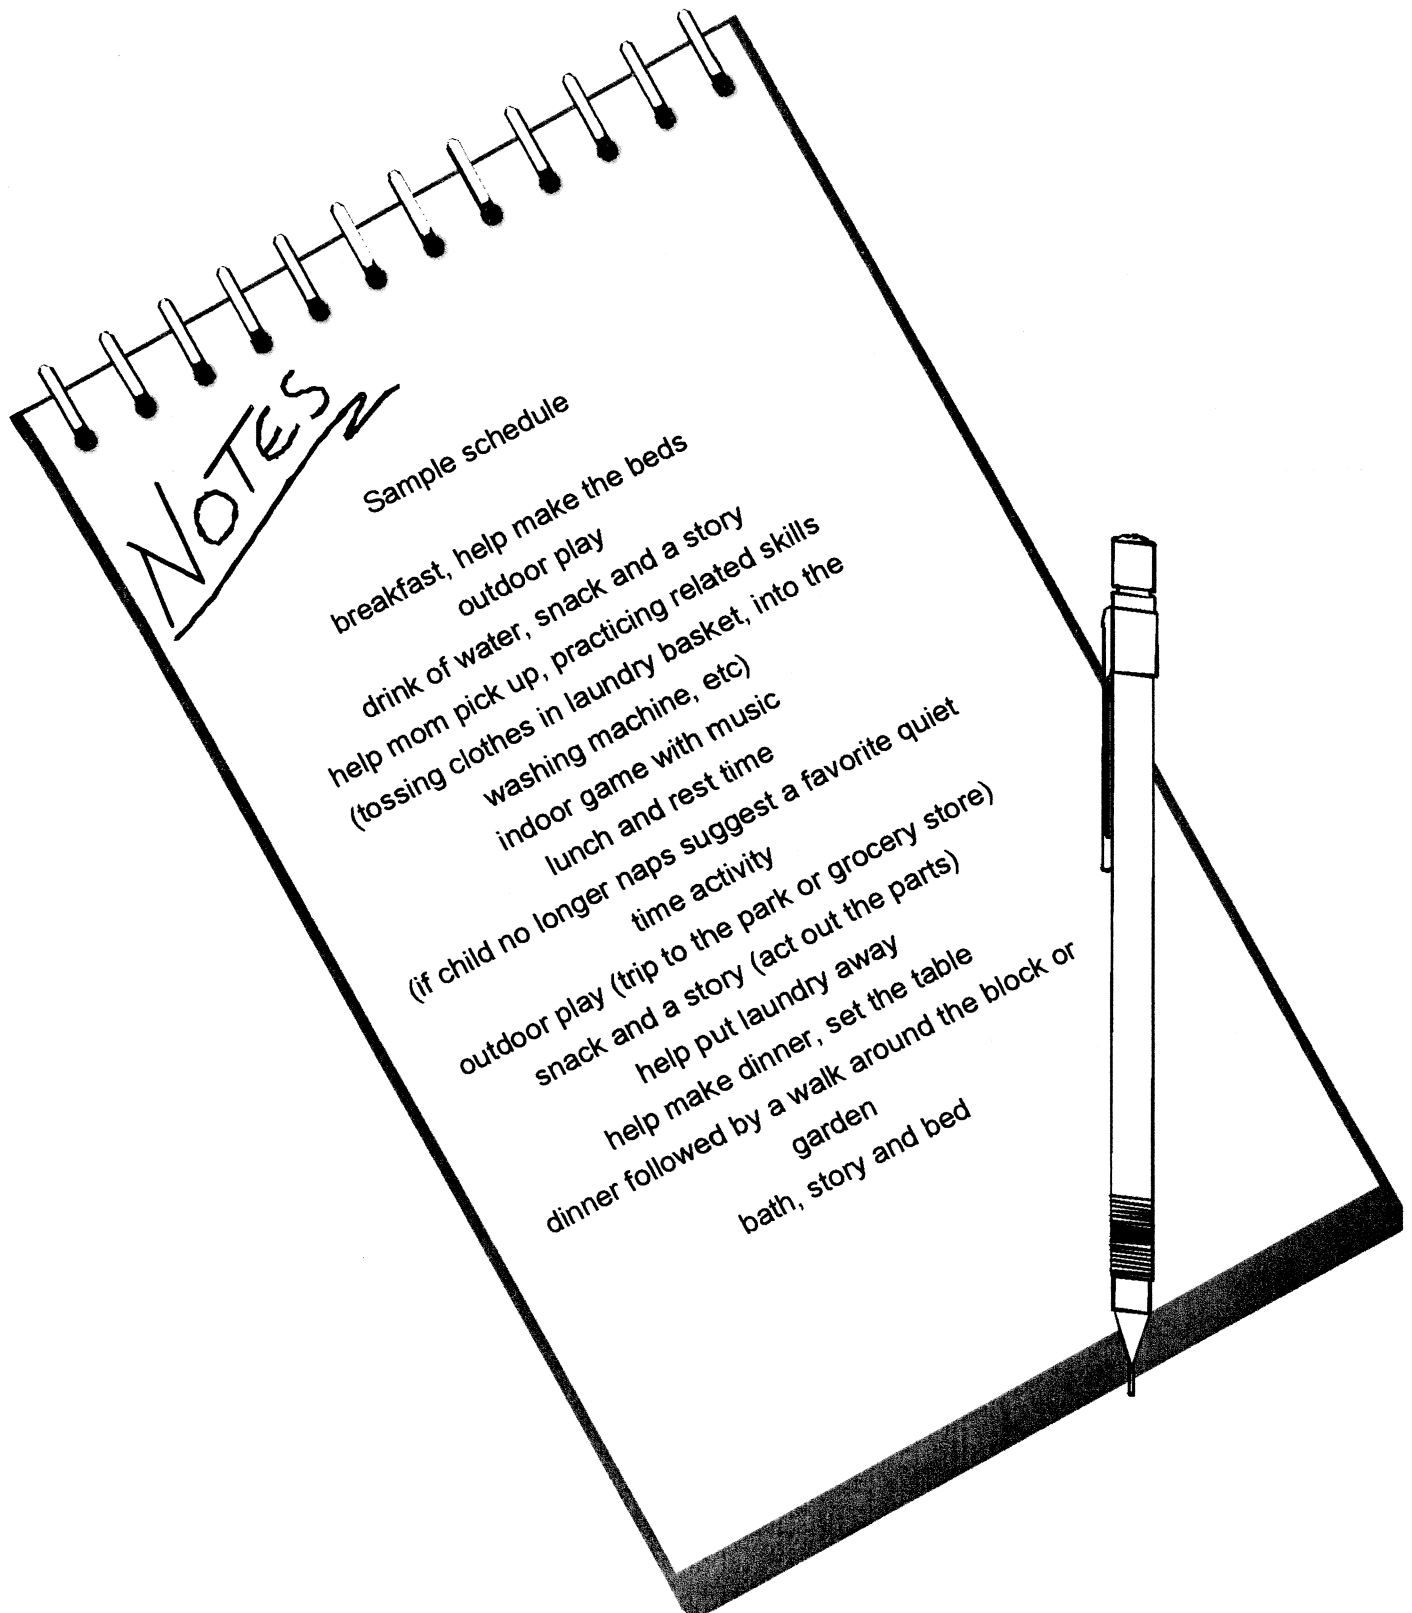 NOTES
Sample schedule
breakfast, help make the beds
outdoor play
drink of water, snack and a story
help mom pick up, practicing related skills
(tossing clothes in laundry basket, into the
washing machine, etc)
indoor game with music
lunch and rest time
(if child no longer naps suggest a favorite quiet
time activity
outdoor play (trip to the park or grocery store)
snack and a story (act out the parts)
help put laundry away
help make dinner, set the table
dinner followed by a walk around the block or
garden
bath, story and bed